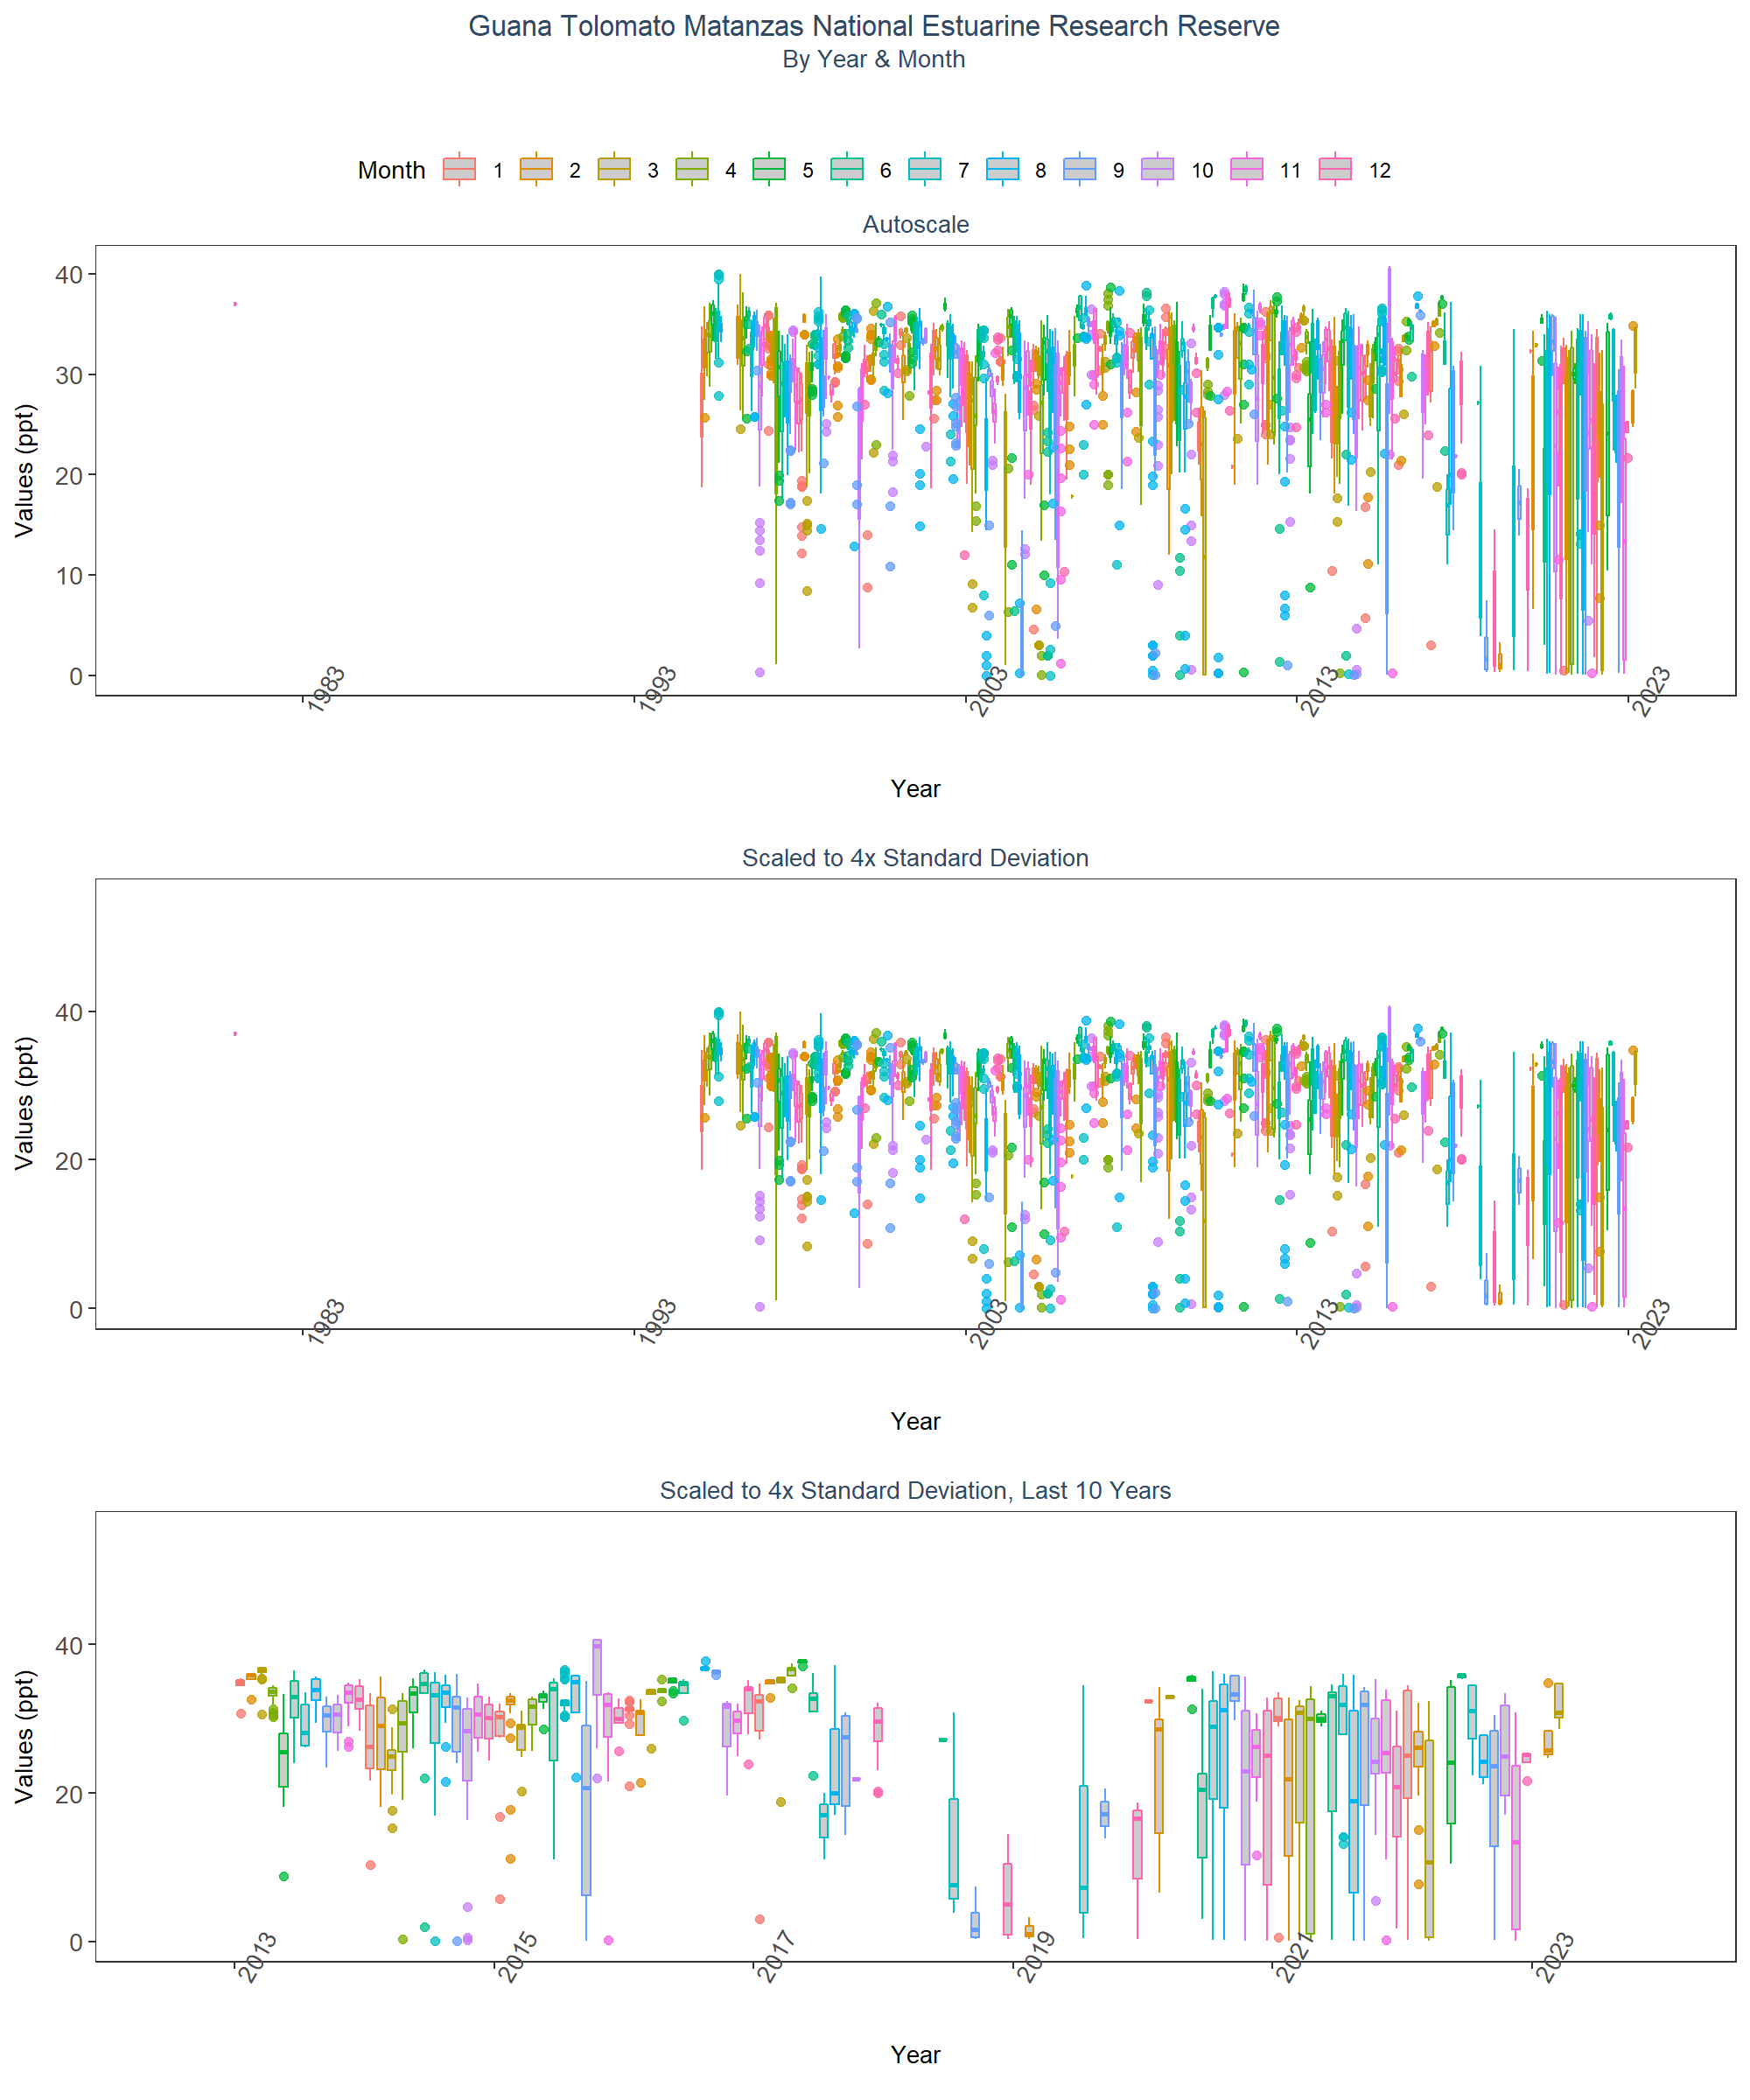 Guana Tolomato Matanzas National Estuarine Research Reserve
By Year & Month
Month 1 2 3 4 5 6 7 8 9 10 11 12
Autoscale
Values (ppt)
40
30
20
10
0
1983 1993 2003 2013 2023
Year
Scaled to 4x Standard Deviation
Values (ppt)
40
20
0
1983 1993 2003 2013 2023
Year
Scaled to 4x Standard Deviation, Last 10 Years
Values (ppt)
40
20
0
2013 2015 2017 2019 2021 2023
Year